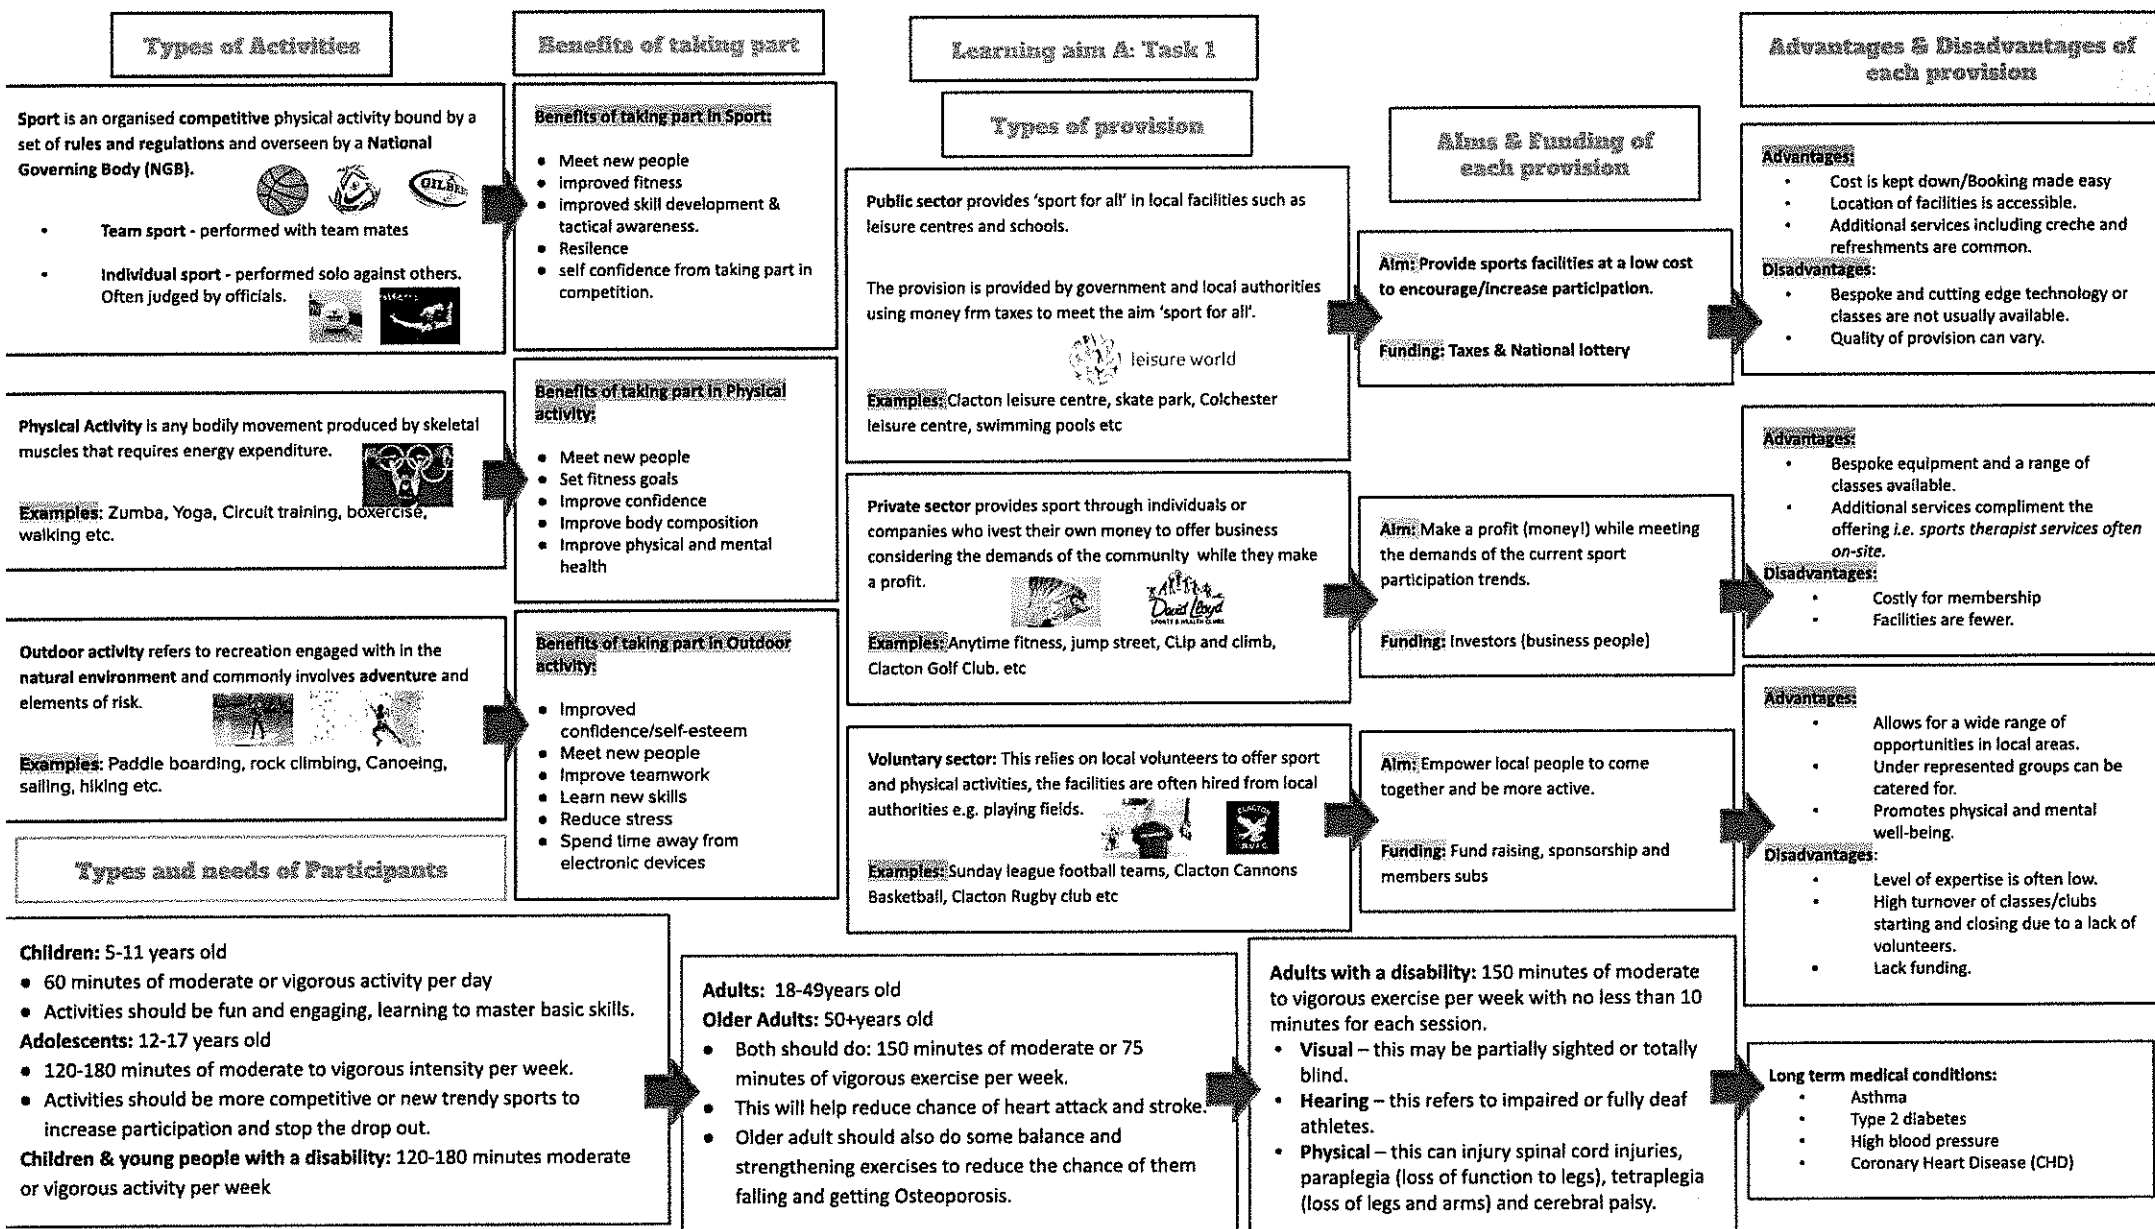 Types of Activities
Sport is an organised competitive physical activity bound by a
set of rules and regulations and overseen by a National
Governing Body (NGB).
GILBE
• Team sport - performed with team mates
• Individual sport - performed solo against others.
Often judged by officials.
Physical Activity is any bodily movement produced by skeletal
muscles that requires energy expenditure.
Examples: Zumba, Yoga, Circuit training, boxercise,
walking etc.
Outdoor activity refers to recreation engaged with in the
natural environment and commonly involves adventure and
elements of risk.
Examples: Paddle boarding, rock climbing, Canoeing,
sailing, hiking etc.
Benefits of taking part
Benefits of taking part in Sport:
• Meet new people
• improved fitness
• improved skill development &
tactical awareness.
• Resilence
• self confidence from taking part in
competition.
Benefits of taking part in Physical
activity:
• Meet new people
• Set fitness goals
• Improve confidence
• Improve body composition
• Improve physical and mental
health
Benefits of taking part in Outdoor
activity:
• Improved
confidence/self-esteem
• Meet new people
• Improve teamwork
• Learn new skills
• Reduce stress
• Spend time away from
electronic devices
Learning aim A: Task 1
Types of provision
Public sector provides 'sport for all' in local facilities such as
leisure centres and schools.
The provision is provided by government and local authorities
using money frm taxes to meet the aim 'sport for all'.
leisure world
Examples: Clacton leisure centre, skate park, Colchester
leisure centre, swimming pools etc
Private sector provides sport through individuals or
companies who ivest their own money to offer business
considering the demands of the community while they make
a profit.
David Lloyd
SPORTS & HEALTH CLUBS
Examples: Anytime fitness, jump street, CLip and climb,
Clacton Golf Club. etc
Voluntary sector: This relies on local volunteers to offer sport
and physical activities, the facilities are often hired from local
authorities e.g. playing fields.
CLACTON
R.U.F.C.
Examples: Sunday league football teams, Clacton Cannons
Basketball, Clacton Rugby club etc
Aims & Funding of
each provision
Aim: Provide sports facilities at a low cost
to encourage/increase participation.
Funding: Taxes & National lottery
Aim: Make a profit (money!) while meeting
the demands of the current sport
participation trends.
Funding: Investors (business people)
Aim: Empower local people to come
together and be more active.
Funding: Fund raising, sponsorship and
members subs
Advantages & Disadvantages of
each provision
Advantages:
• Cost is kept down/Booking made easy
• Location of facilities is accessible.
• Additional services including creche and
refreshments are common.
Disadvantages:
• Bespoke and cutting edge technology or
classes are not usually available.
• Quality of provision can vary.
Advantages:
• Bespoke equipment and a range of
classes available.
• Additional services compliment the
offering i.e. sports therapist services often
on-site.
Disadvantages:
• Costly for membership
• Facilities are fewer.
Advantages:
• Allows for a wide range of
opportunities in local areas.
• Under represented groups can be
catered for.
• Promotes physical and mental
well-being.
Disadvantages:
• Level of expertise is often low.
• High turnover of classes/clubs
starting and closing due to a lack of
volunteers.
• Lack funding.
Types and needs of Participants
Children: 5-11 years old
• 60 minutes of moderate or vigorous activity per day
• Activities should be fun and engaging, learning to master basic skills.
Adolescents: 12-17 years old
• 120-180 minutes of moderate to vigorous intensity per week.
• Activities should be more competitive or new trendy sports to
increase participation and stop the drop out.
Children & young people with a disability: 120-180 minutes moderate
or vigorous activity per week
Adults: 18-49years old
Older Adults: 50+years old
• Both should do: 150 minutes of moderate or 75
minutes of vigorous exercise per week.
• This will help reduce chance of heart attack and stroke.
• Older adult should also do some balance and
strengthening exercises to reduce the chance of them
falling and getting Osteoporosis.
Adults with a disability: 150 minutes of moderate
to vigorous exercise per week with no less than 10
minutes for each session.
• Visual – this may be partially sighted or totally
blind.
• Hearing – this refers to impaired or fully deaf
athletes.
• Physical – this can injury spinal cord injuries,
paraplegia (loss of function to legs), tetraplegia
(loss of legs and arms) and cerebral palsy.
Long term medical conditions:
• Asthma
• Type 2 diabetes
• High blood pressure
• Coronary Heart Disease (CHD)